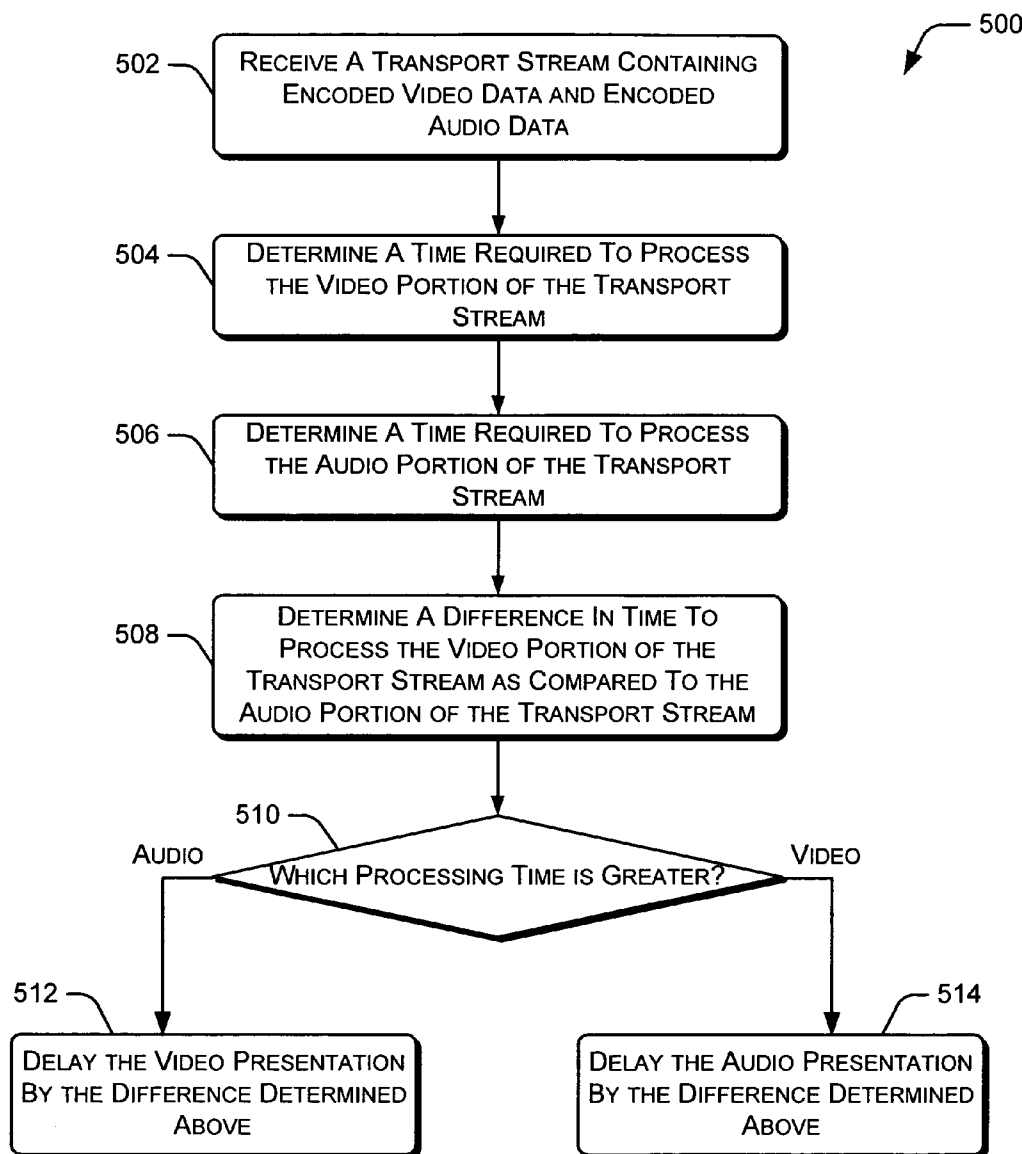 500
502
RECEIVE A TRANSPORT STREAM CONTAINING
ENCODED VIDEO DATA AND ENCODED
AUDIO DATA
504
DETERMINE A TIME REQUIRED TO PROCESS
THE VIDEO PORTION OF THE TRANSPORT
STREAM
506
DETERMINE A TIME REQUIRED TO PROCESS
THE AUDIO PORTION OF THE TRANSPORT
STREAM
508
DETERMINE A DIFFERENCE IN TIME TO
PROCESS THE VIDEO PORTION OF THE
TRANSPORT STREAM AS COMPARED TO THE
AUDIO PORTION OF THE TRANSPORT STREAM
510
AUDIO
VIDEO
WHICH PROCESSING TIME IS GREATER?
512
DELAY THE VIDEO PRESENTATION
BY THE DIFFERENCE DETERMINED
ABOVE
514
DELAY THE AUDIO PRESENTATION
BY THE DIFFERENCE DETERMINED
ABOVE